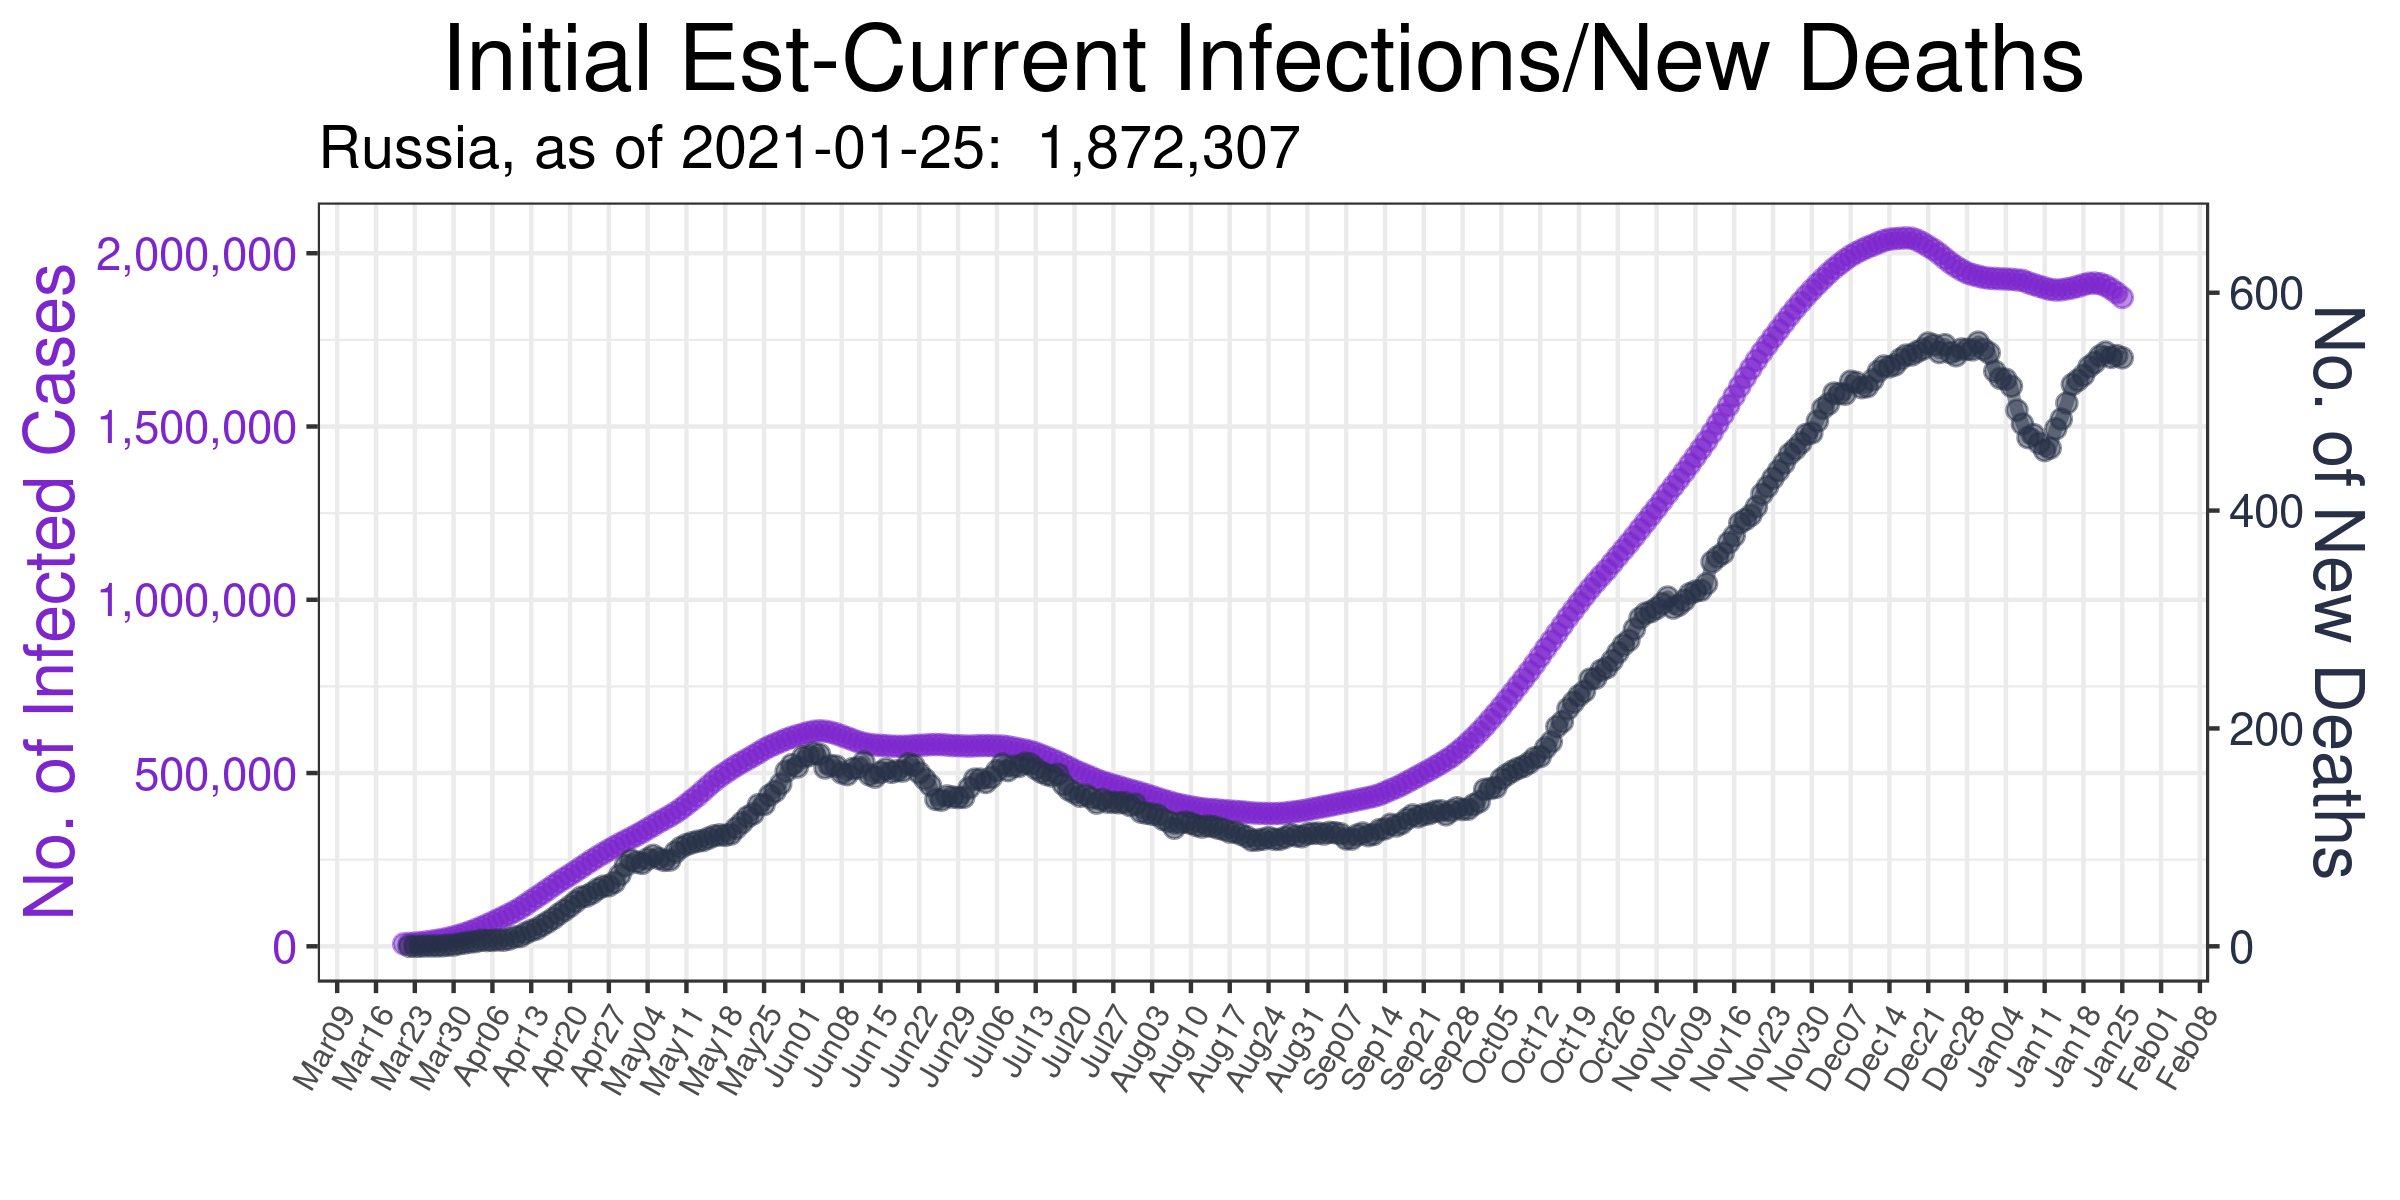 Initial Est-Current Infections/New Deaths
Russia, as of 2021-01-25:  1,872,307
No. of Infected Cases
2,000,000
1,500,000
1,000,000
500,000
0
600
400
200
0
No. of New Deaths
Mar09
Mar16
Mar23
Mar30
Apr06
Apr13
Apr20
Apr27
May04
May11
May18
May25
Jun01
Jun08
Jun15
Jun22
Jun29
Jul06
Jul13
Jul20
Jul27
Aug03
Aug10
Aug17
Aug24
Aug31
Sep07
Sep14
Sep21
Sep28
Oct05
Oct12
Oct19
Oct26
Nov02
Nov09
Nov16
Nov23
Nov30
Dec07
Dec14
Dec21
Dec28
Dec04
Jan11
Jan18
Jan25
Feb01
Feb08